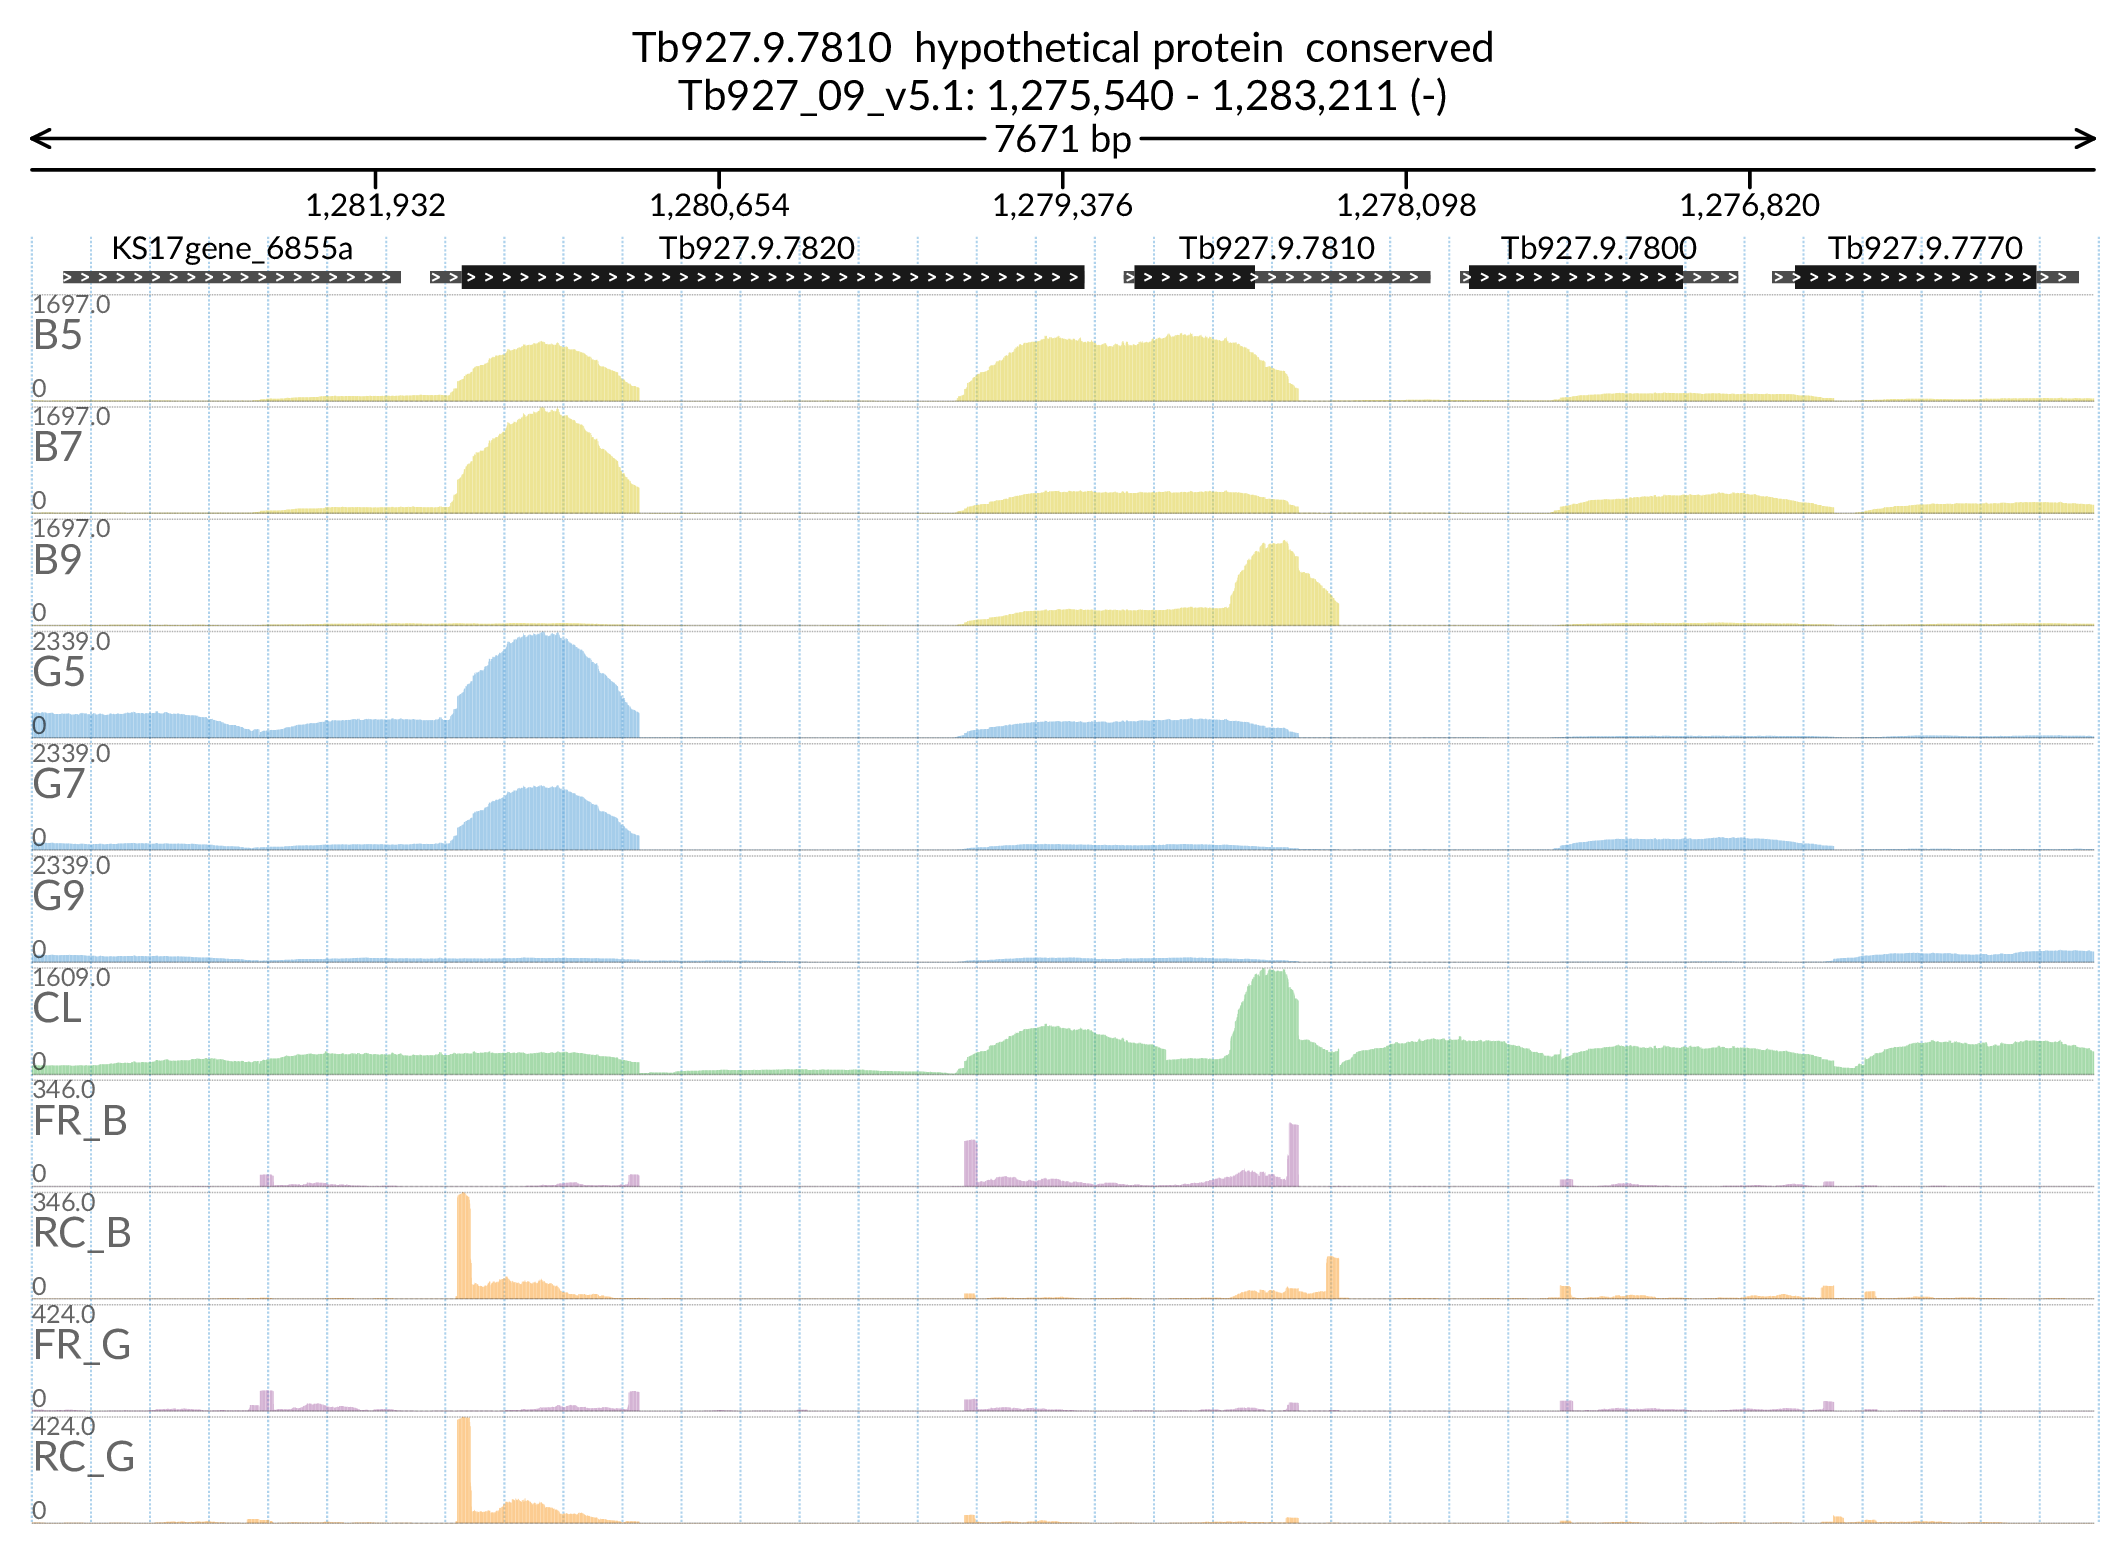 Tb927.9.7810 hypothetical protein conserved
Tb927_09_v5.1: 1,275,540 - 1,283,211 (-)
7671 bp
1,281,932 1,280,654 1,279,376 1,278,098 1,276,820
KS17gene_6855a Tb927.9.7820 Tb927.9.7810 Tb927.9.7800 Tb927.9.7770
1697.0
B5
0
1697.0
B7
0
1697.0
B9
0
2339.0
G5
0
2339.0
G7
0
2339.0
G9
0
1609.0
CL
0
346.0
FR_B
0
346.0
RC_B
0
424.0
FR_G
0
424.0
RC_G
0